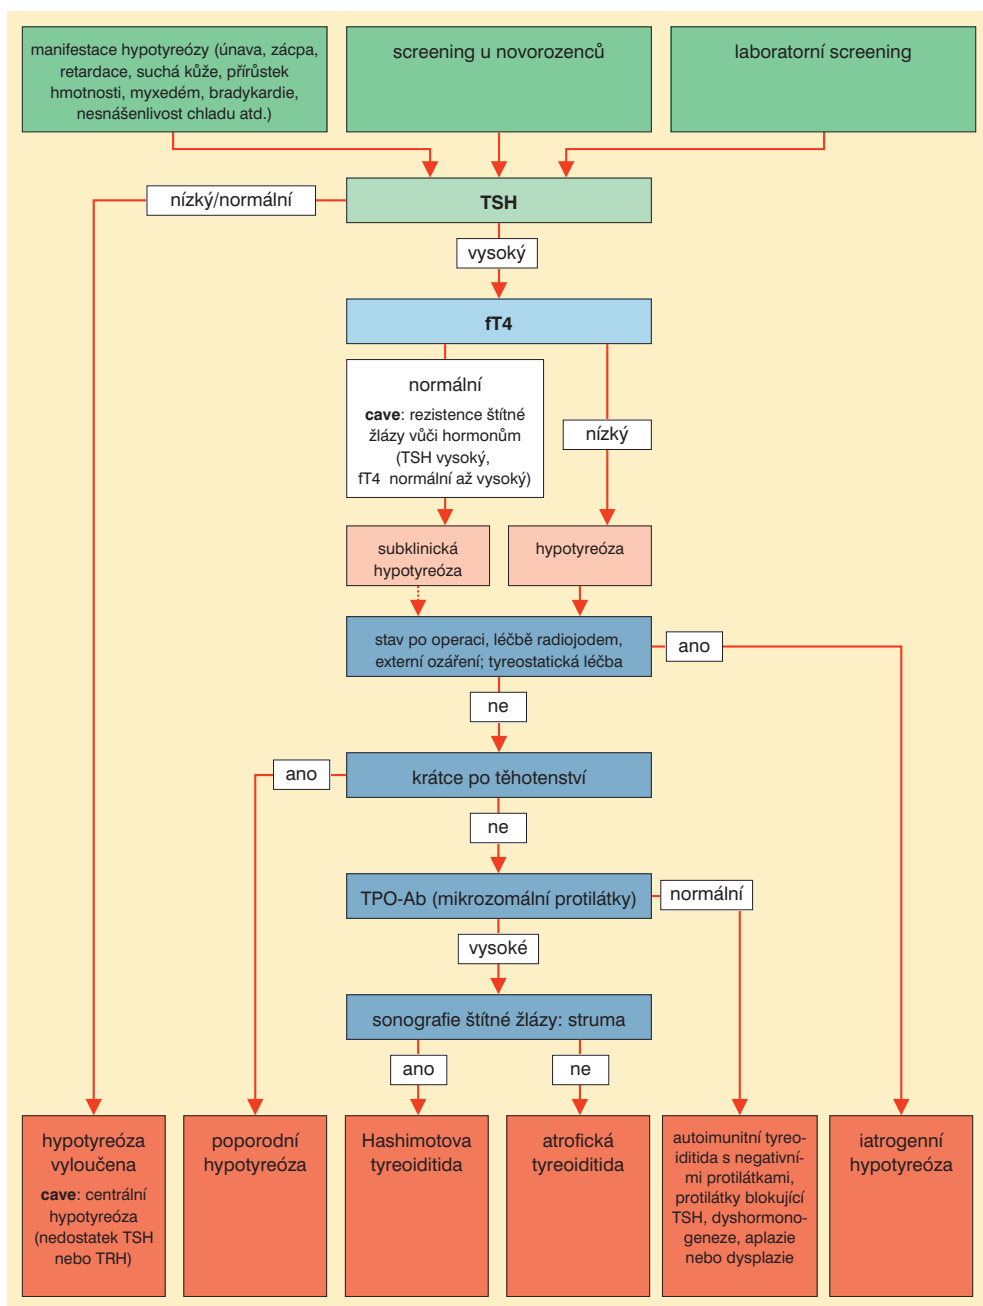 manifestace hypotyreózy (únava, zácpa,
retardace, suchá kůže, přírůstek
hmotnosti, myxedém, bradykardie,
nesnášenlivost chladu atd.)
screening u novorozenců
laboratorní screening
nízký/normální
TSH
vysoký
fT4
normální
cave: rezistence štítné
žlázy vůči hormonům
(TSH vysoký,
fT4 normální až vysoký)
nízký
subklinická
hypotyreóza
hypotyreóza
stav po operaci, léčbě radiojodem,
externí ozáření; tyreostatická léčba
ano
ne
ano
krátce po těhotenství
ne
TPO-Ab (mikrozomální protilátky)
normální
vysoké
sonografie štítné žlázy: struma
ano
ne
hypotyreóza
vyloučena
cave: centrální
hypotyreóza
(nedostatek TSH
nebo TRH)
poporodní
hypotyreóza
Hashimotova
tyreoiditida
atrofická
tyreoiditida
autoimunitní tyreo-
iditida s negativní-
mi protilátkami,
protilátky blokující
TSH, dyshormono-
geneze, aplazie
nebo dysplazie
iatrogenní
hypotyreóza